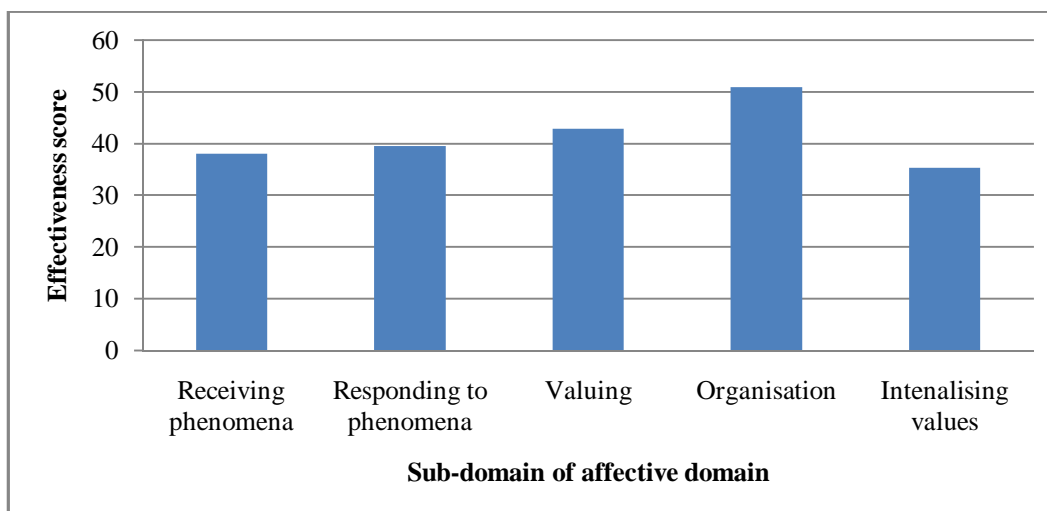 60
50
40
30
20
10
0
Effectiveness score
Receiving
phenomena
Responding to
phenomena
Valuing
Organisation
Intenalising
values
Sub-domain of affective domain